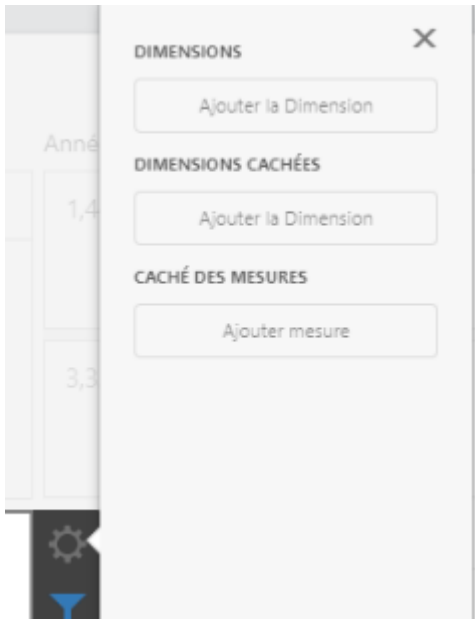 DIMENSIONS
Ajouter la Dimension
Anné
DIMENSIONS CACHÉES
1,4
Ajouter la Dimension
CACHÉ DES MESURES
Ajouter mesure
3,3